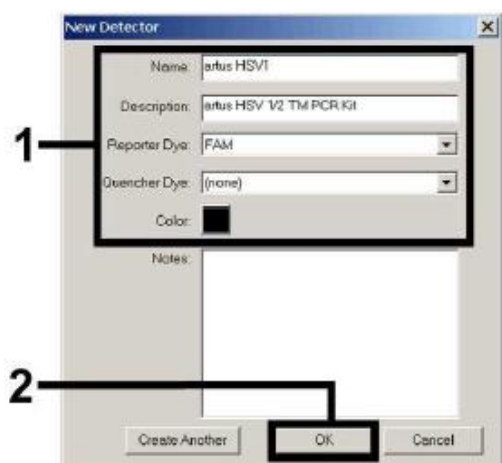 New Detector
Name: artus HSV1
Description: artus HSV 1/2 TM PCR Kit
1
Reporter Dye: FAM
Quencher Dye: (none)
Color:
Notes:
2
Create Another OK Cancel